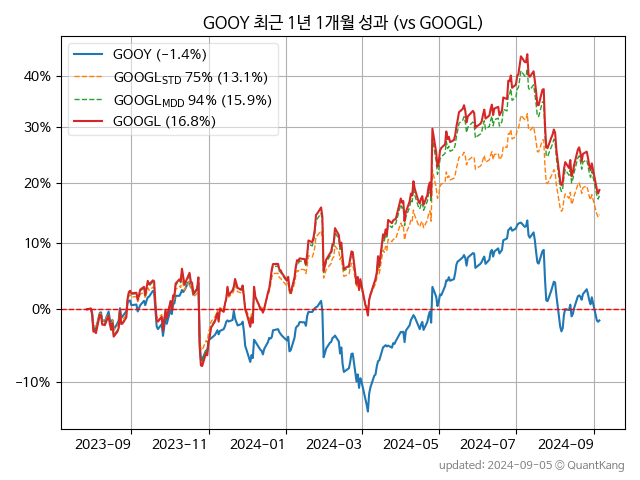 GOOY 최근 1년 1개월 성과 (vs GOOGL)
GOOY (−1.4%)
GOOGLSTD 75% (13.1%)
GOOGLMDD 94% (15.9%)
GOOGL (16.8%)
40%
30%
20%
10%
0%
−10%
2023-09
2023-11
2024-01
2024-03
2024-05
2024-07
2024-09
updated: 2024-09-05 © QuantKang